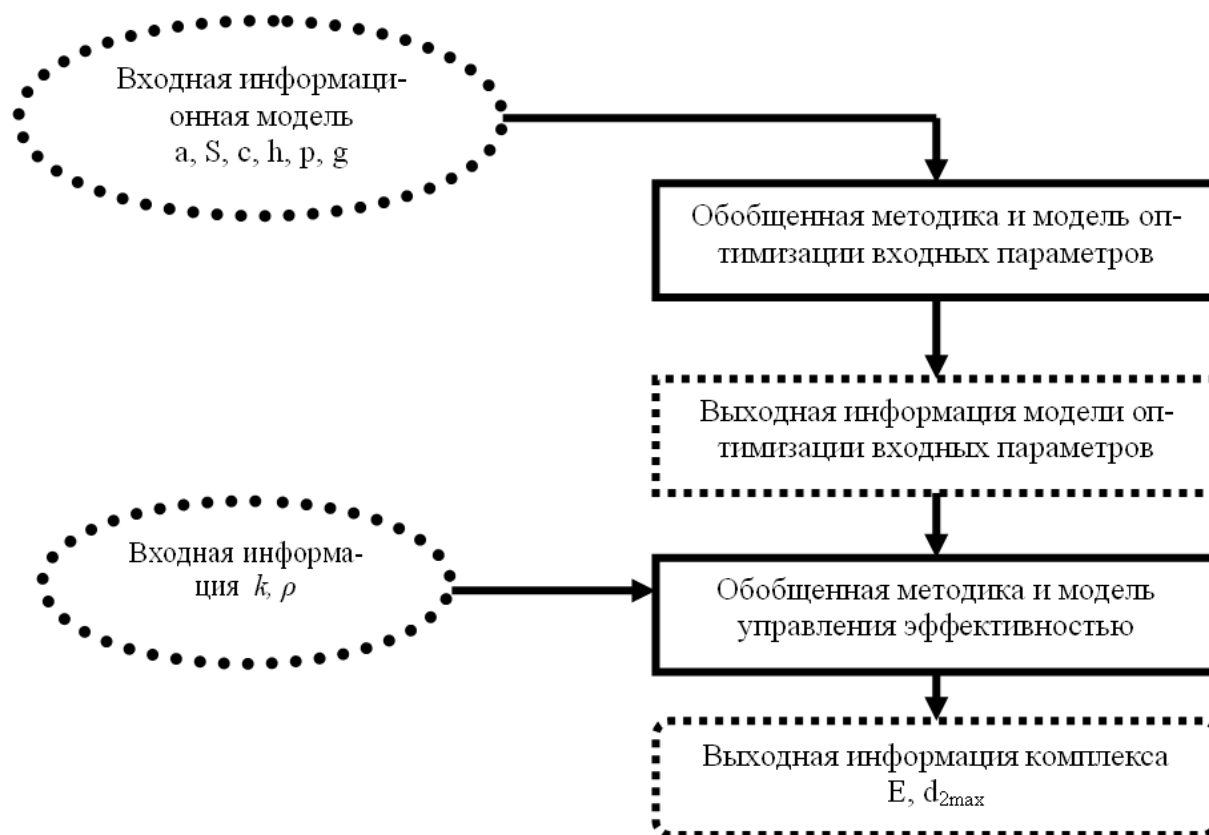 Входная информаци-
онная модель
a, S, c, h, p, g
Обобщенная методика и модель оп-
тимизации входных параметров
Выходная информация модели оп-
тимизации входных параметров
Входная информа-
ция k, ρ
Обобщенная методика и модель
управления эффективностью
Выходная информация комплекса
E, d2max